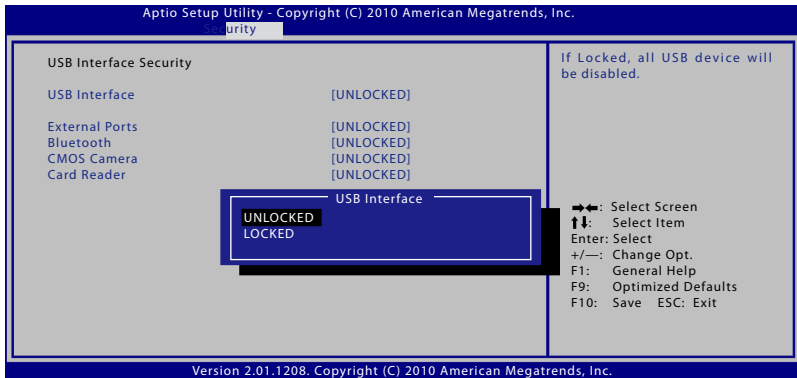 Aptio Setup Utility - Copyright (C) 2010 American Megatrends, Inc.
Security
USB Interface Security
USB Interface [UNLOCKED]
External Ports [UNLOCKED]
Bluetooth [UNLOCKED]
CMOS Camera [UNLOCKED]
Card Reader [UNLOCKED]
USB Interface
UNLOCKED
LOCKED
If Locked, all USB device will
be disabled.
→←: Select Screen
↑↓: Select Item
Enter: Select
+/—: Change Opt.
F1: General Help
F9: Optimized Defaults
F10: Save ESC: Exit
Version 2.01.1208. Copyright (C) 2010 American Megatrends, Inc.